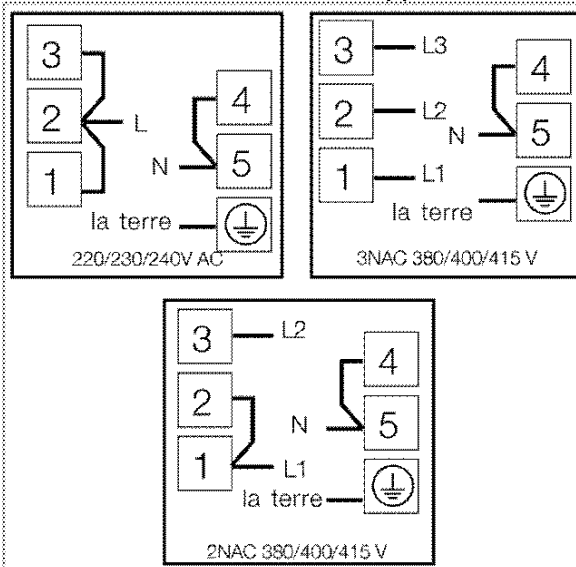 3
2
L
4
1
N
5
la terre
220/230/240V AC
3
L3
2
L2
4
1
L1
N
5
la terre
3NAC 380/400/415 V
3
L2
4
2
N
5
1
L1
la terre
2NAC 380/400/415 V